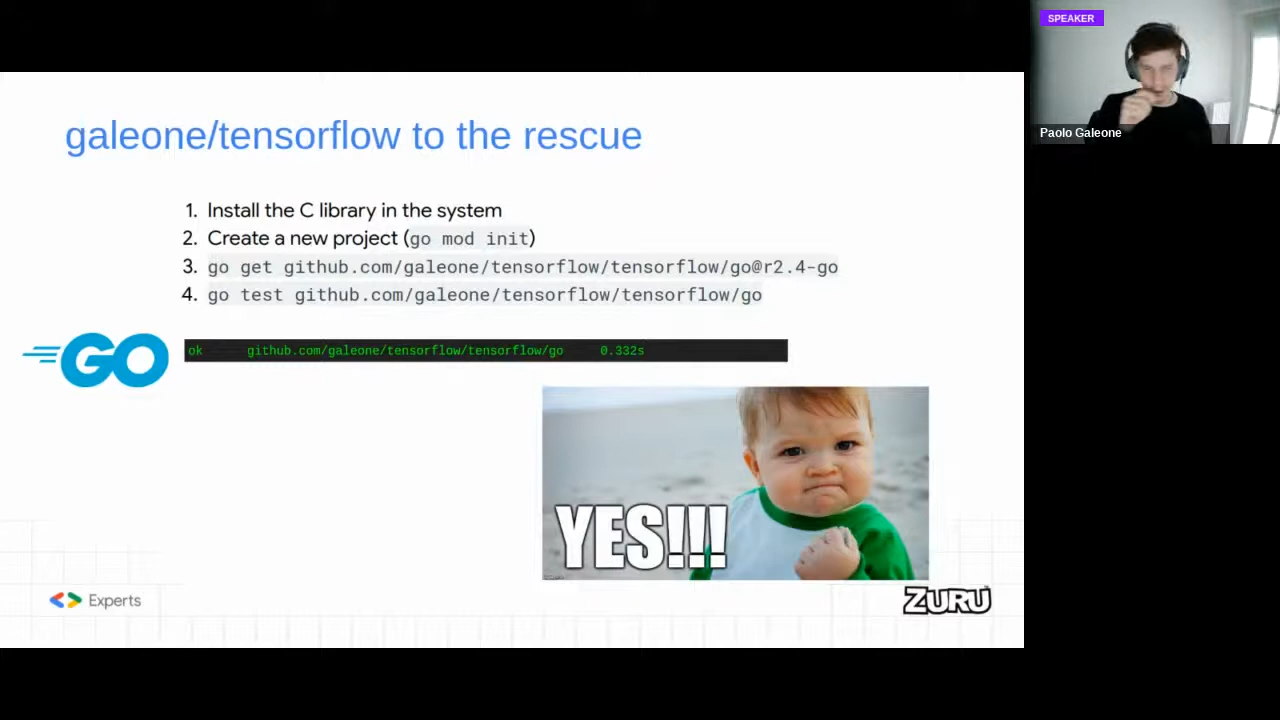 SPEAKER
Paolo Galeone
galeone/tensorflow to the rescue
1. Install the C library in the system
2. Create a new project (go mod init)
3. go get github.com/galeone/tensorflow/tensorflow/go@r2.4-go
4. go test github.com/galeone/tensorflow/tensorflow/go
GO
ok github.com/galeone/tensorflow/tensorflow/go 0.332s
YES!!!
Experts
ZURU